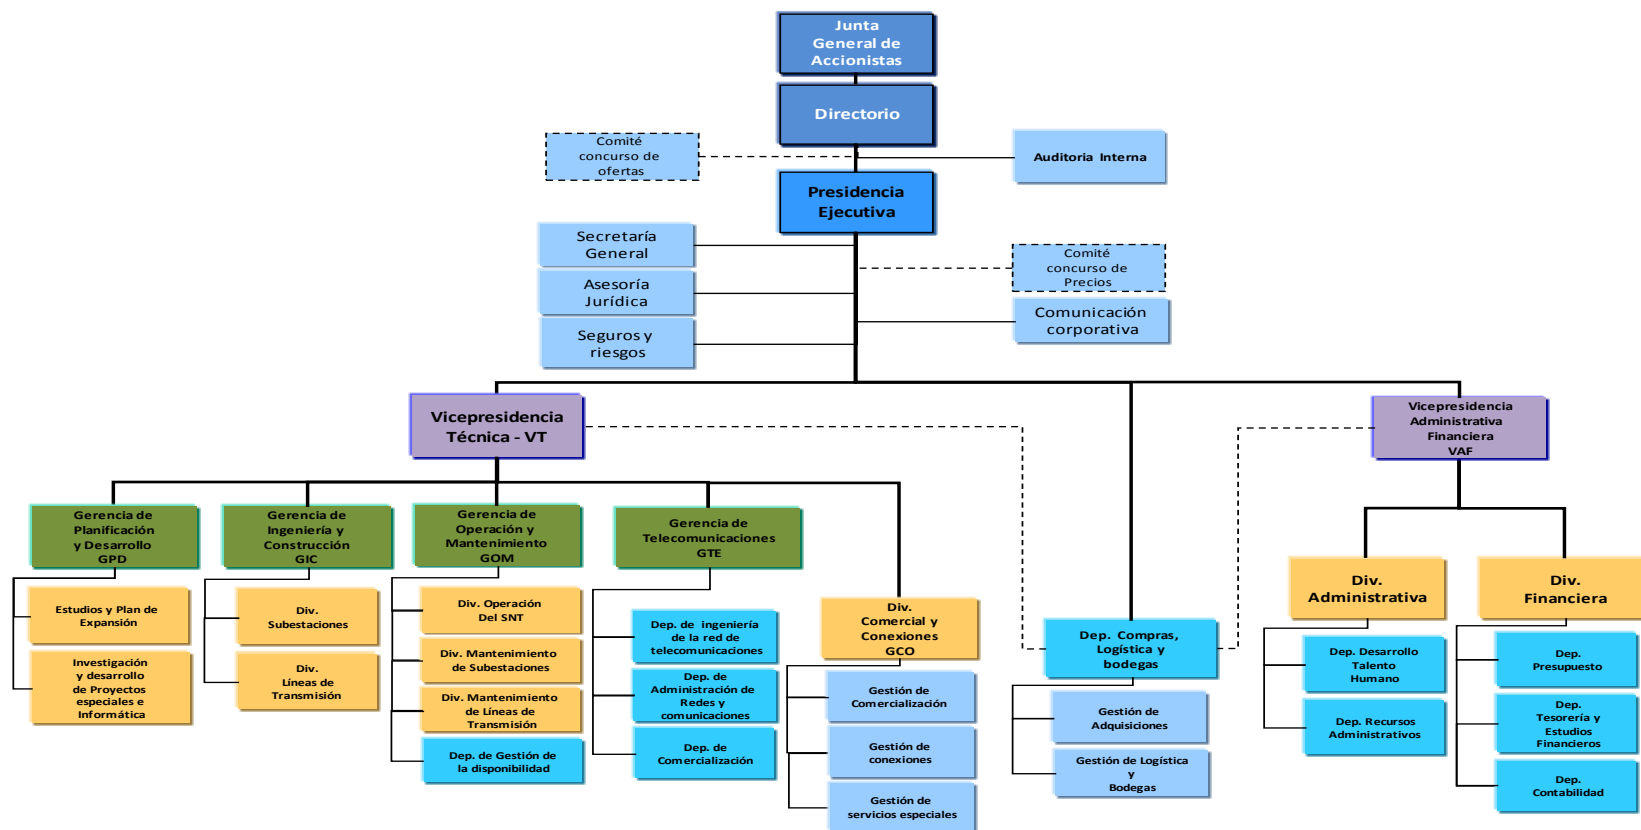 Junta
General de
Accionistas
Directorio
Comité
concurso de
ofertas
Auditoria Interna
Presidencia
Ejecutiva
Secretaría
General
Comité
concurso de
Precios
Asesoría
Jurídica
Comunicación
corporativa
Seguros y
riesgos
Vicepresidencia
Técnica - VT
Vicepresidencia
Administrativa
Financiera
VAF
Gerencia de
Planificación
y Desarrollo
GPD
Gerencia de
Ingeniería y
Construcción
GIC
Gerencia de
Operación y
Mantenimiento
GOM
Gerencia de
Telecomunicaciones
GTE
Estudios y Plan de
Expansión
Investigación
y desarrollo
de Proyectos
especiales e
Informática
Div.
Subestaciones
Div.
Líneas de
Transmisión
Div. Operación
Del SNT
Div. Mantenimiento
de Subestaciones
Div. Mantenimiento
de Líneas de
Transmisión
Dep. de Gestión de
la disponibilidad
Dep. de ingeniería
de la red de
telecomunicaciones
Dep. de
Administración de
Redes y
comunicaciones
Dep. de
Comercialización
Div.
Comercial y
Conexiones
GCO
Gestión de
Comercialización
Gestión de
conexiones
Gestión de
servicios especiales
Dep. Compras,
Logística y
bodegas
Gestión de
Adquisiciones
Gestión de Logística
y
Bodegas
Div.
Administrativa
Dep. Desarrollo
Talento
Humano
Dep. Recursos
Administrativos
Div.
Financiera
Dep.
Presupuesto
Dep.
Tesorería y
Estudios
Financieros
Dep.
Contabilidad